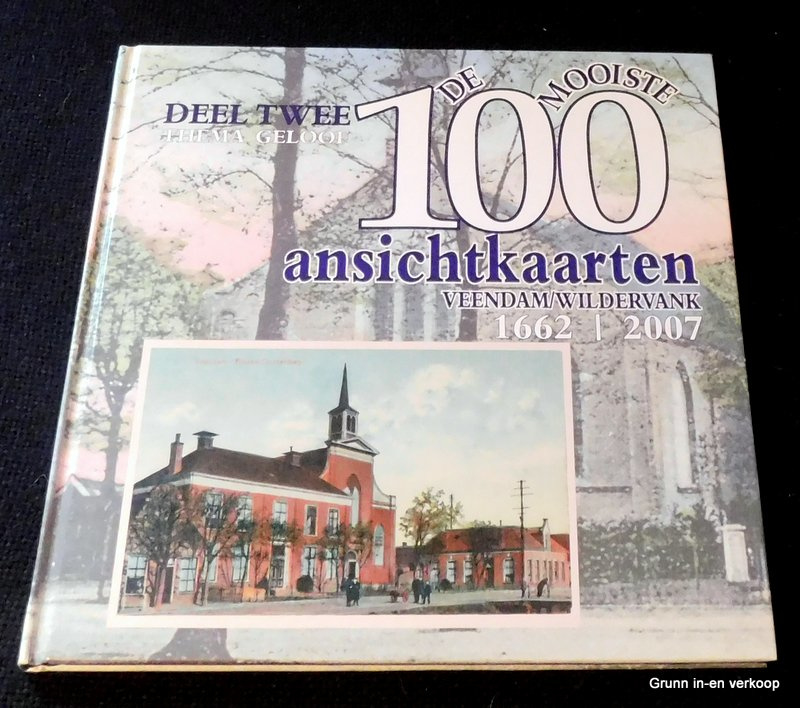 DE MOOISTE
100
DEEL TWEE
THEMA GELOOF
ansichtkaarten
VEENDAM/WILDERVANK
1662 | 2007
Grunn in-en verkoop